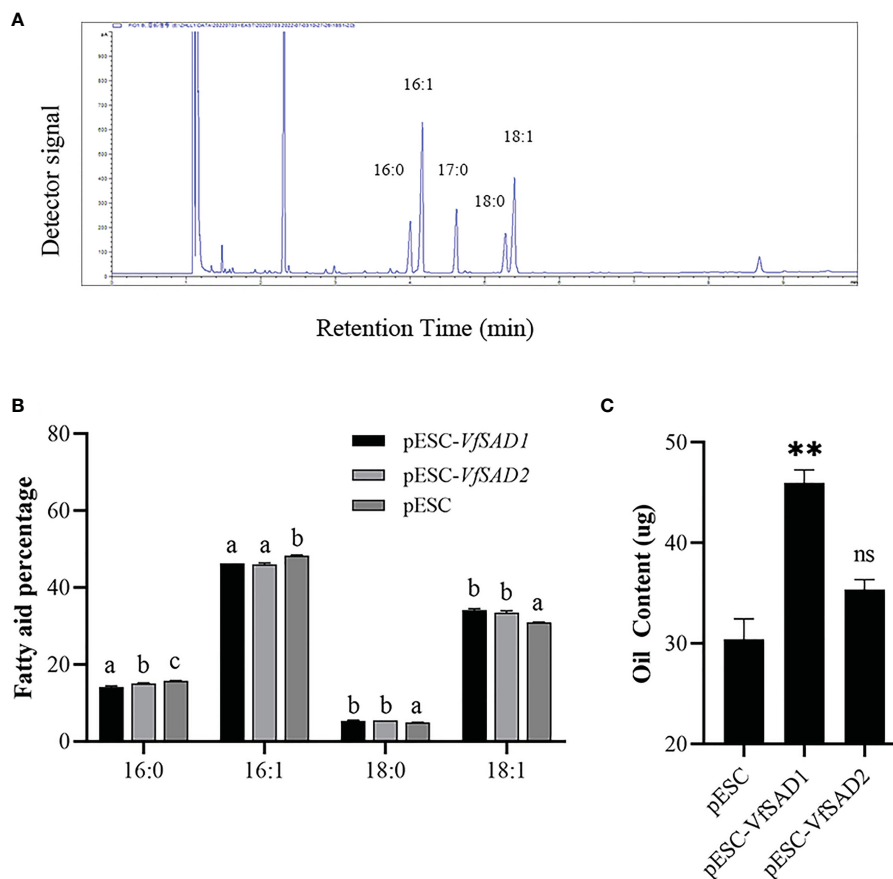 A
Detector signal
16:1
18:1
16:0
17:0
18:0
Retention Time (min)
B
Fatty aid percentage
80
60
40
20
0
pESC-VfSAD1
pESC-VfSAD2
pESC
a b c
a a b
b b a
b b a
16:0 16:1 18:0 18:1
C
Oil Content (ug)
50
40
30
20
**
ns
pESC
pESC-VfSAD1
pESC-VfSAD2